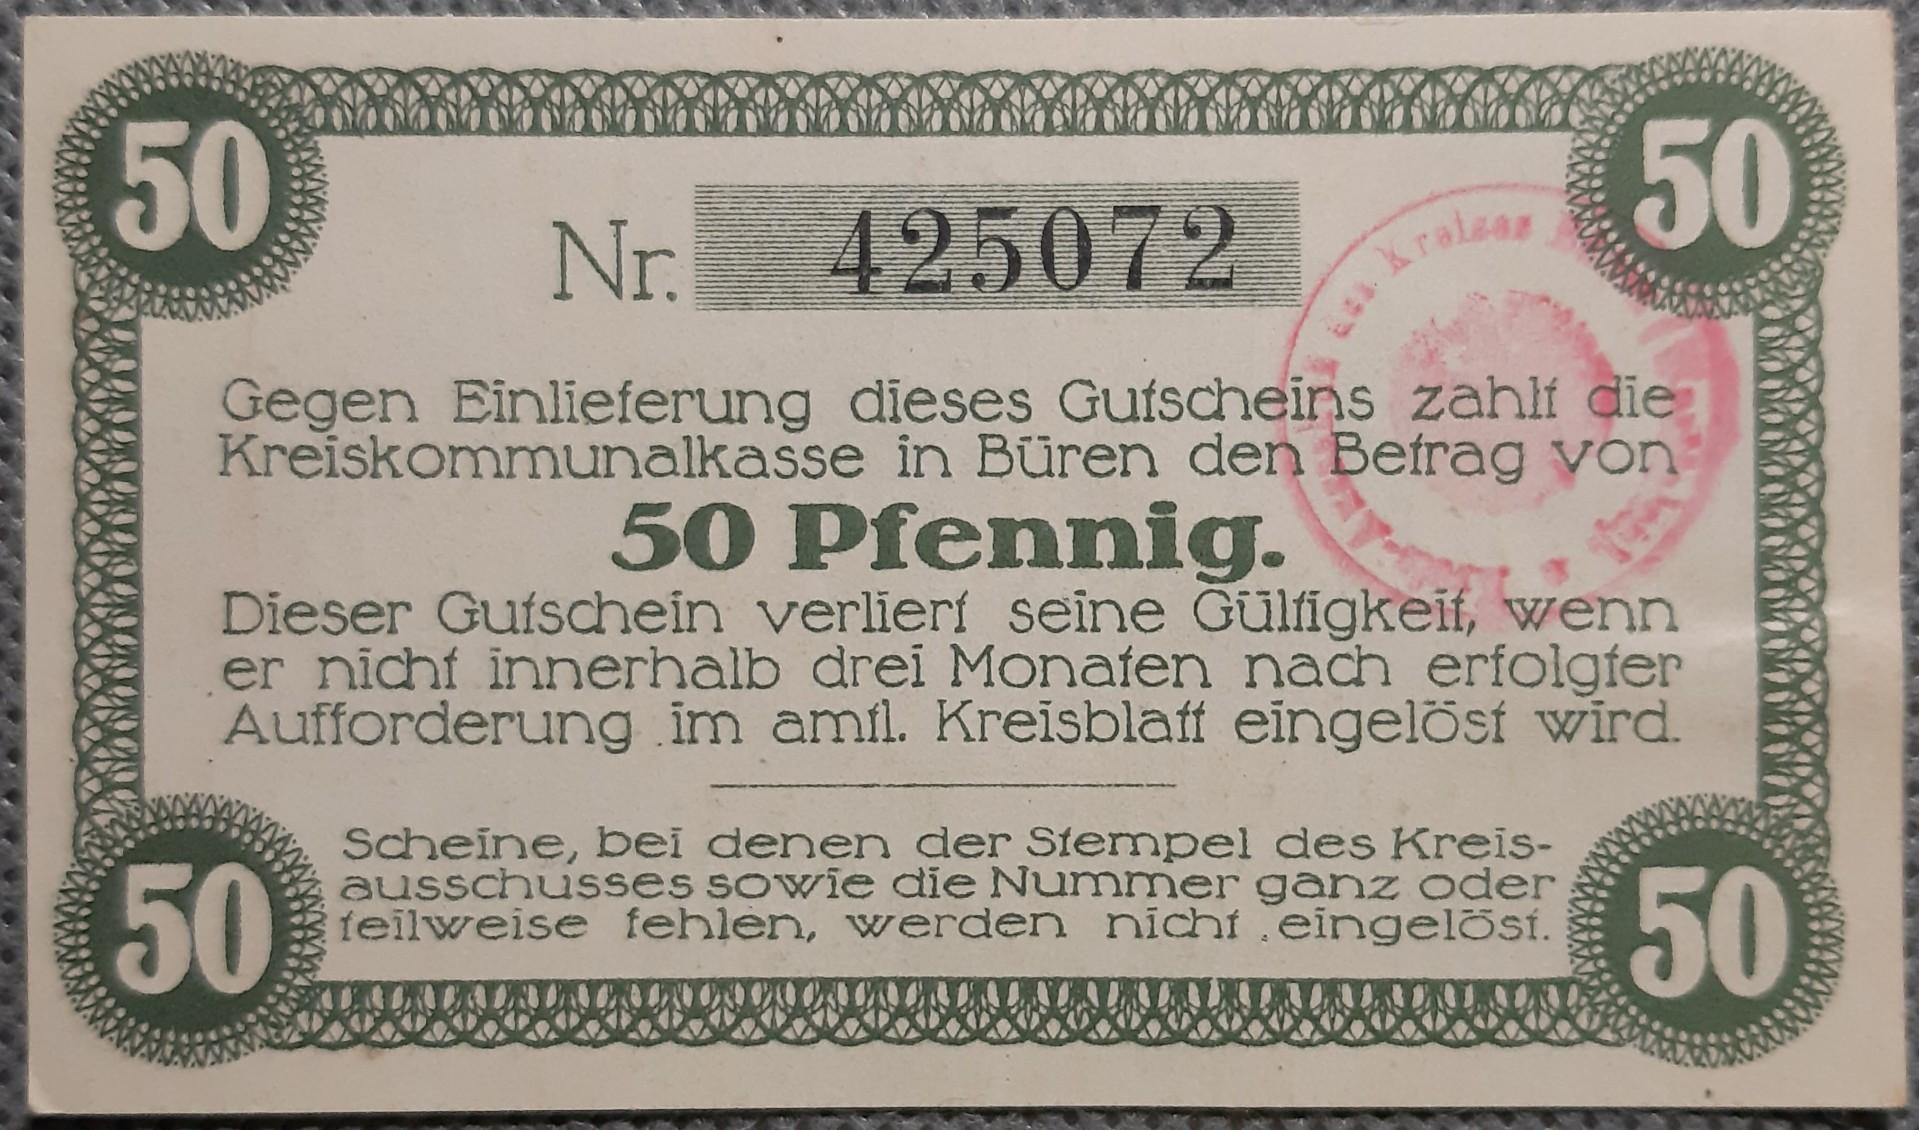 50 50
Nr. 425072
Gegen Einlieferung dieses Gutscheins zahlt die
Kreiskommunalkasse in Büren den Betrag von
50 Pfennig.
Dieser Gutschein verliert seine Gültigkeit, wenn
er nicht innerhalb drei Monaten nach erfolgter
Aufforderung im amtl. Kreisblatt eingelöst wird.
Scheine, bei denen der Stempel des Kreis-
ausschusses sowie die Nummer ganz oder
teilweise fehlen, werden nicht eingelöst.
50 50
des Kreises